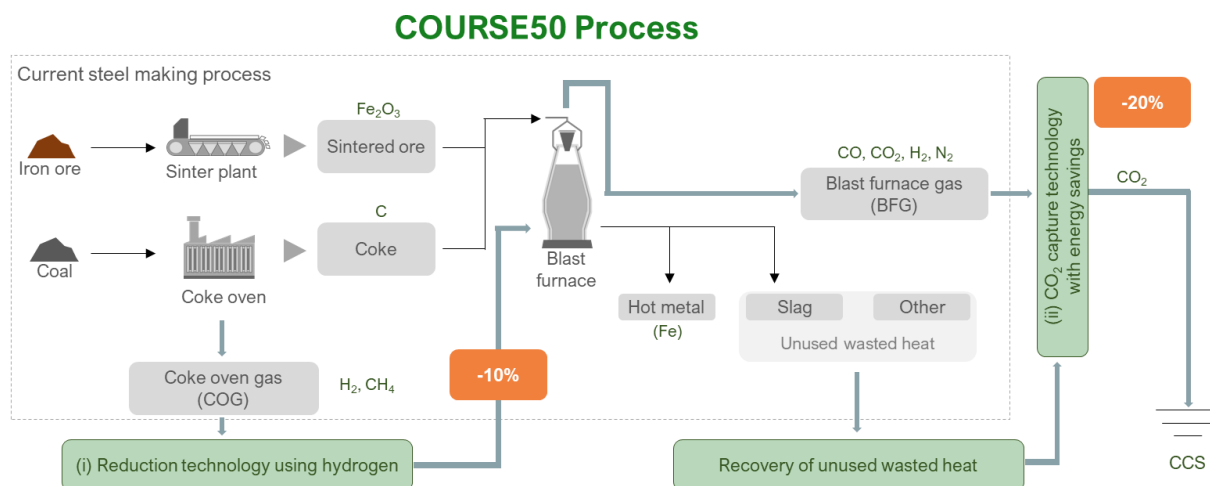 COURSE50 Process
Current steel making process
Iron ore
Sinter plant
Fe₂O₃
Sintered ore
Coal
Coke oven
C
Coke
Blast
furnace
CO, CO₂, H₂, N₂
Blast furnace gas
(BFG)
Hot metal
(Fe)
Slag
Other
Unused wasted heat
Coke oven gas
(COG)
H₂, CH₄
-10%
(i) Reduction technology using hydrogen
Recovery of unused wasted heat
(ii) CO₂ capture technology
with energy savings
-20%
CO₂
CCS